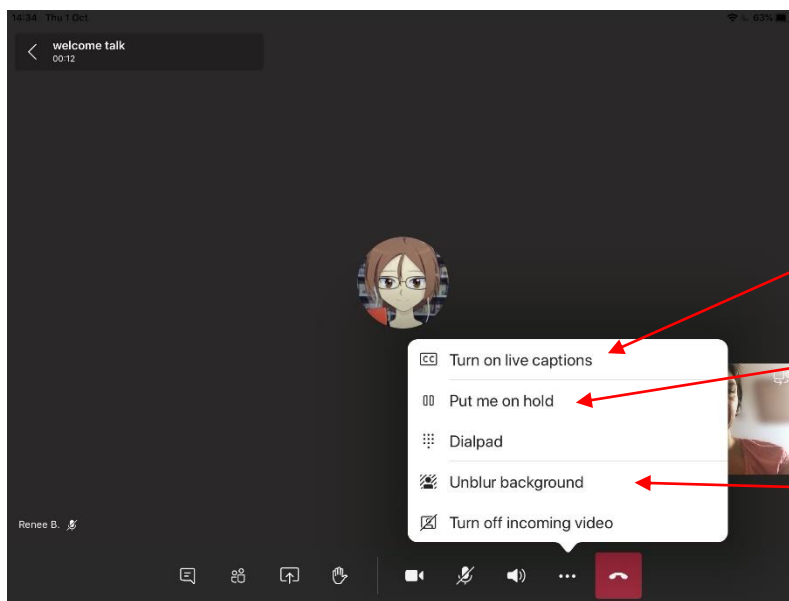 14:34 Thu 1 Oct
63%
welcome talk
00:12
CC Turn on live captions
Put me on hold
Dialpad
Unblur background
Turn off incoming video
Renee B.